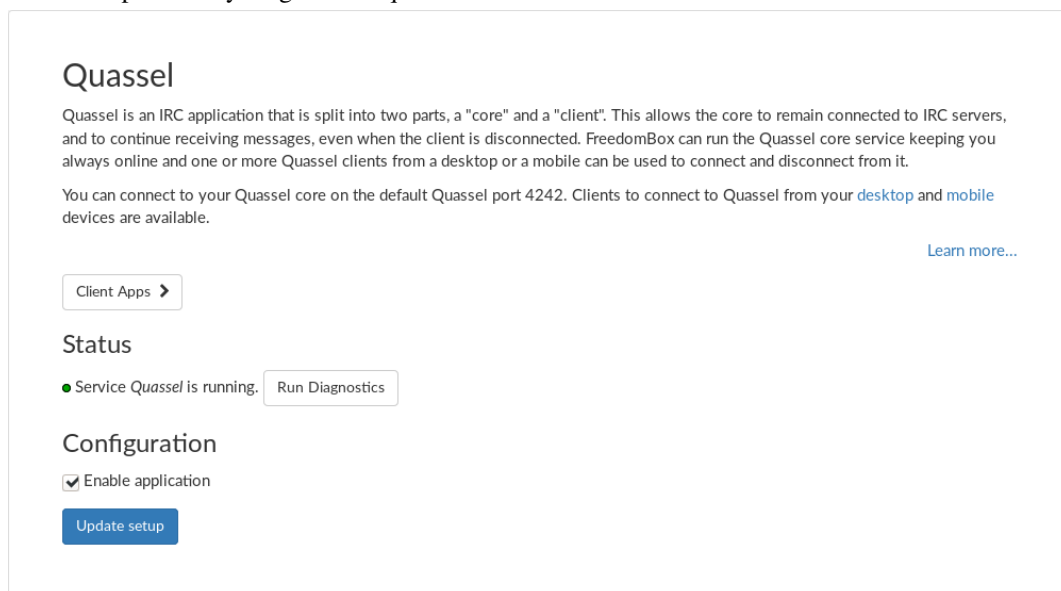 Quassel
Quassel is an IRC application that is split into two parts, a "core" and a "client". This allows the core to remain connected to IRC servers,
and to continue receiving messages, even when the client is disconnected. FreedomBox can run the Quassel core service keeping you
always online and one or more Quassel clients from a desktop or a mobile can be used to connect and disconnect from it.
You can connect to your Quassel core on the default Quassel port 4242. Clients to connect to Quassel from your desktop and mobile
devices are available.
Learn more...
Client Apps
Status
Service Quassel is running. Run Diagnostics
Configuration
Enable application
Update setup